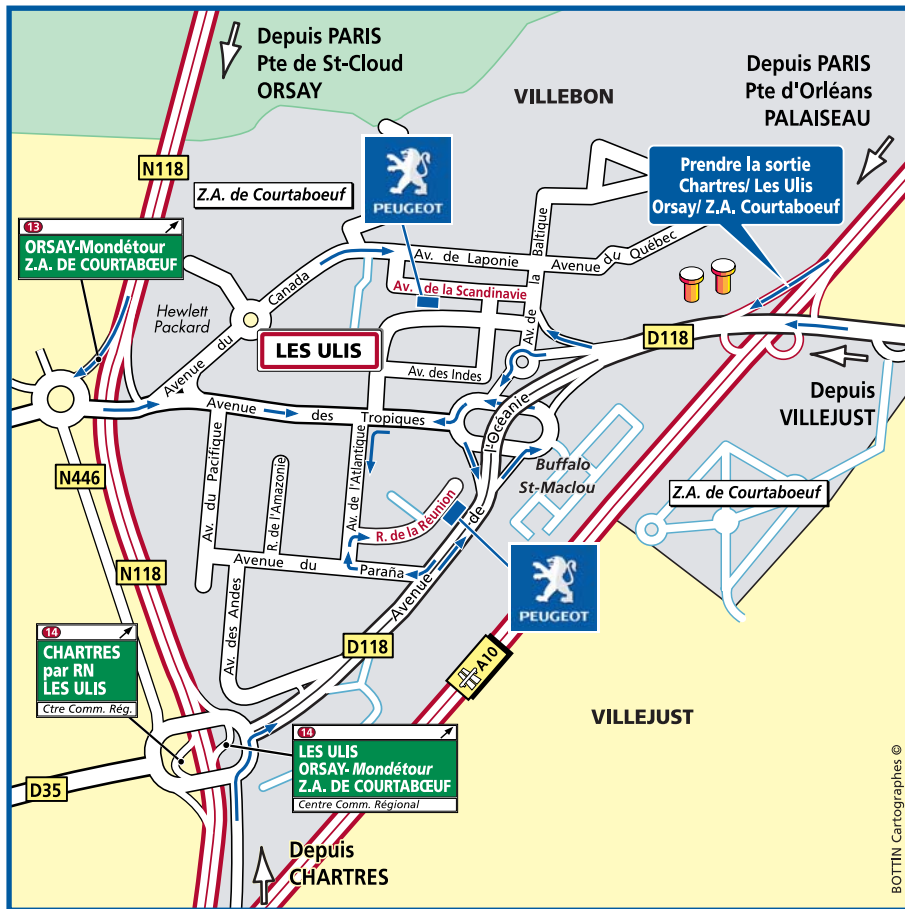 Depuis PARIS
Pte de St-Cloud
ORSAY
VILLEBON
Depuis PARIS
Pte d'Orléans
PALAISEAU
N118
Z.A. de Courtaboeuf
PEUGEOT
Prendre la sortie
Chartres/ Les Ulis
Orsay/ Z.A. Courtaboeuf
13
ORSAY-Mondétour
Z.A. DE COURTABŒUF
Av. de Laponie
Avenue du Québec
Av. de la Baltique
Av. de la Scandinavie
Hewlett
Packard
Avenue du Canada
LES ULIS
D118
Av. des Indes
Depuis
VILLEJUST
Avenue des Tropiques
Avenue de l'Océanie
Buffalo
St-Maclou
Z.A. de Courtaboeuf
N446
Av. du Pacifique
R. de l'Amazonie
Av. de l'Atlantique
R. de la Réunion
Avenue du Paraña
N118
PEUGEOT
Av. des Andes
D118
A10
14
CHARTRES
par RN
LES ULIS
Ctre Comm. Rég.
VILLEJUST
14
LES ULIS
ORSAY-Mondétour
Z.A. DE COURTABŒUF
Centre Comm. Régional
D35
Depuis
CHARTRES
BOTTIN Cartographes ©